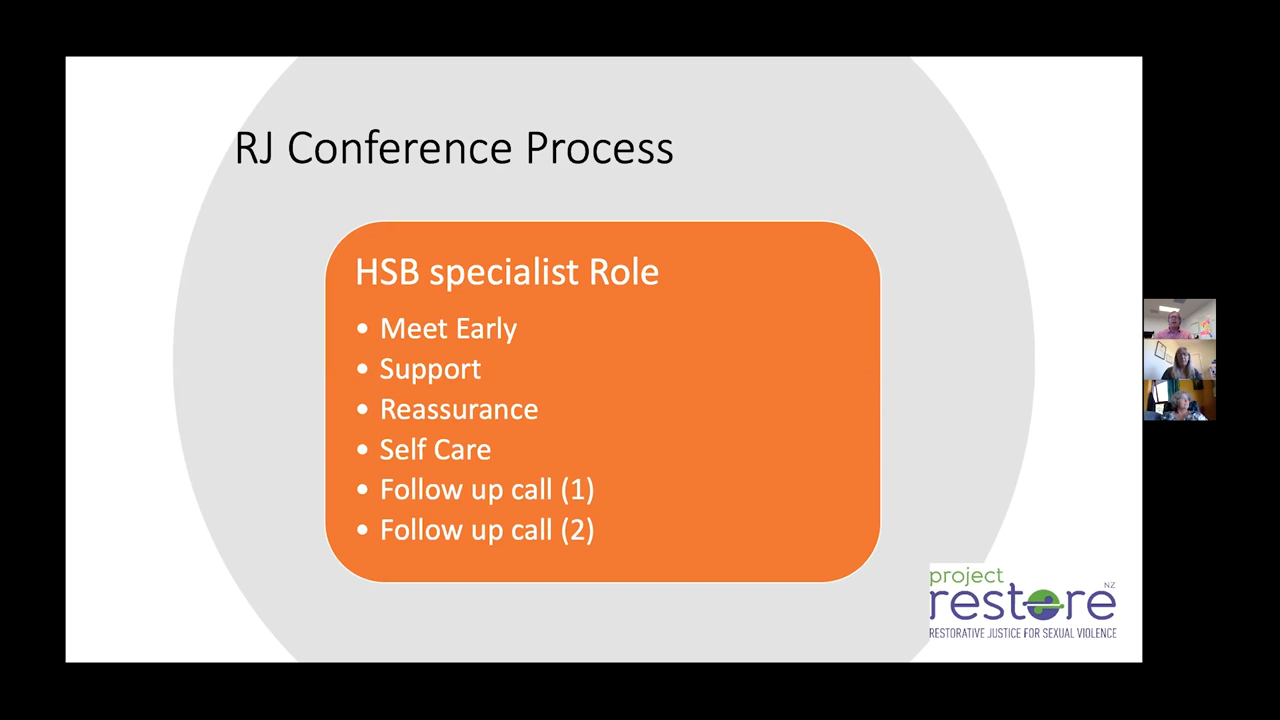 RJ Conference Process
HSB specialist Role
• Meet Early
• Support
• Reassurance
• Self Care
• Follow up call (1)
• Follow up call (2)
project
restore NZ
RESTORATIVE JUSTICE FOR SEXUAL VIOLENCE